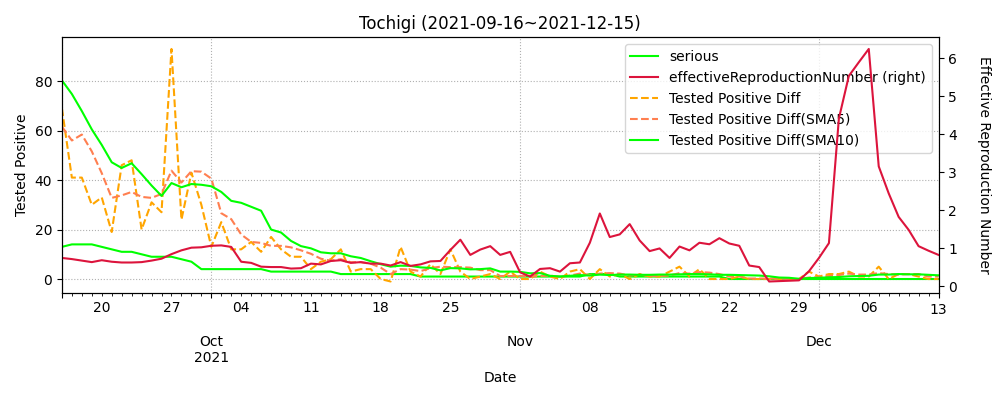 Tochigi (2021-09-16~2021-12-15)
serious
effectiveReproductionNumber (right)
Tested Positive Diff
Tested Positive Diff(SMA5)
Tested Positive Diff(SMA10)
Tested Positive
80
60
40
20
0
Effective Reproduction Number
6
5
4
3
2
1
0
20 27 04 11 18 25 08 15 22 29 06 13
Oct Nov Dec
2021
Date